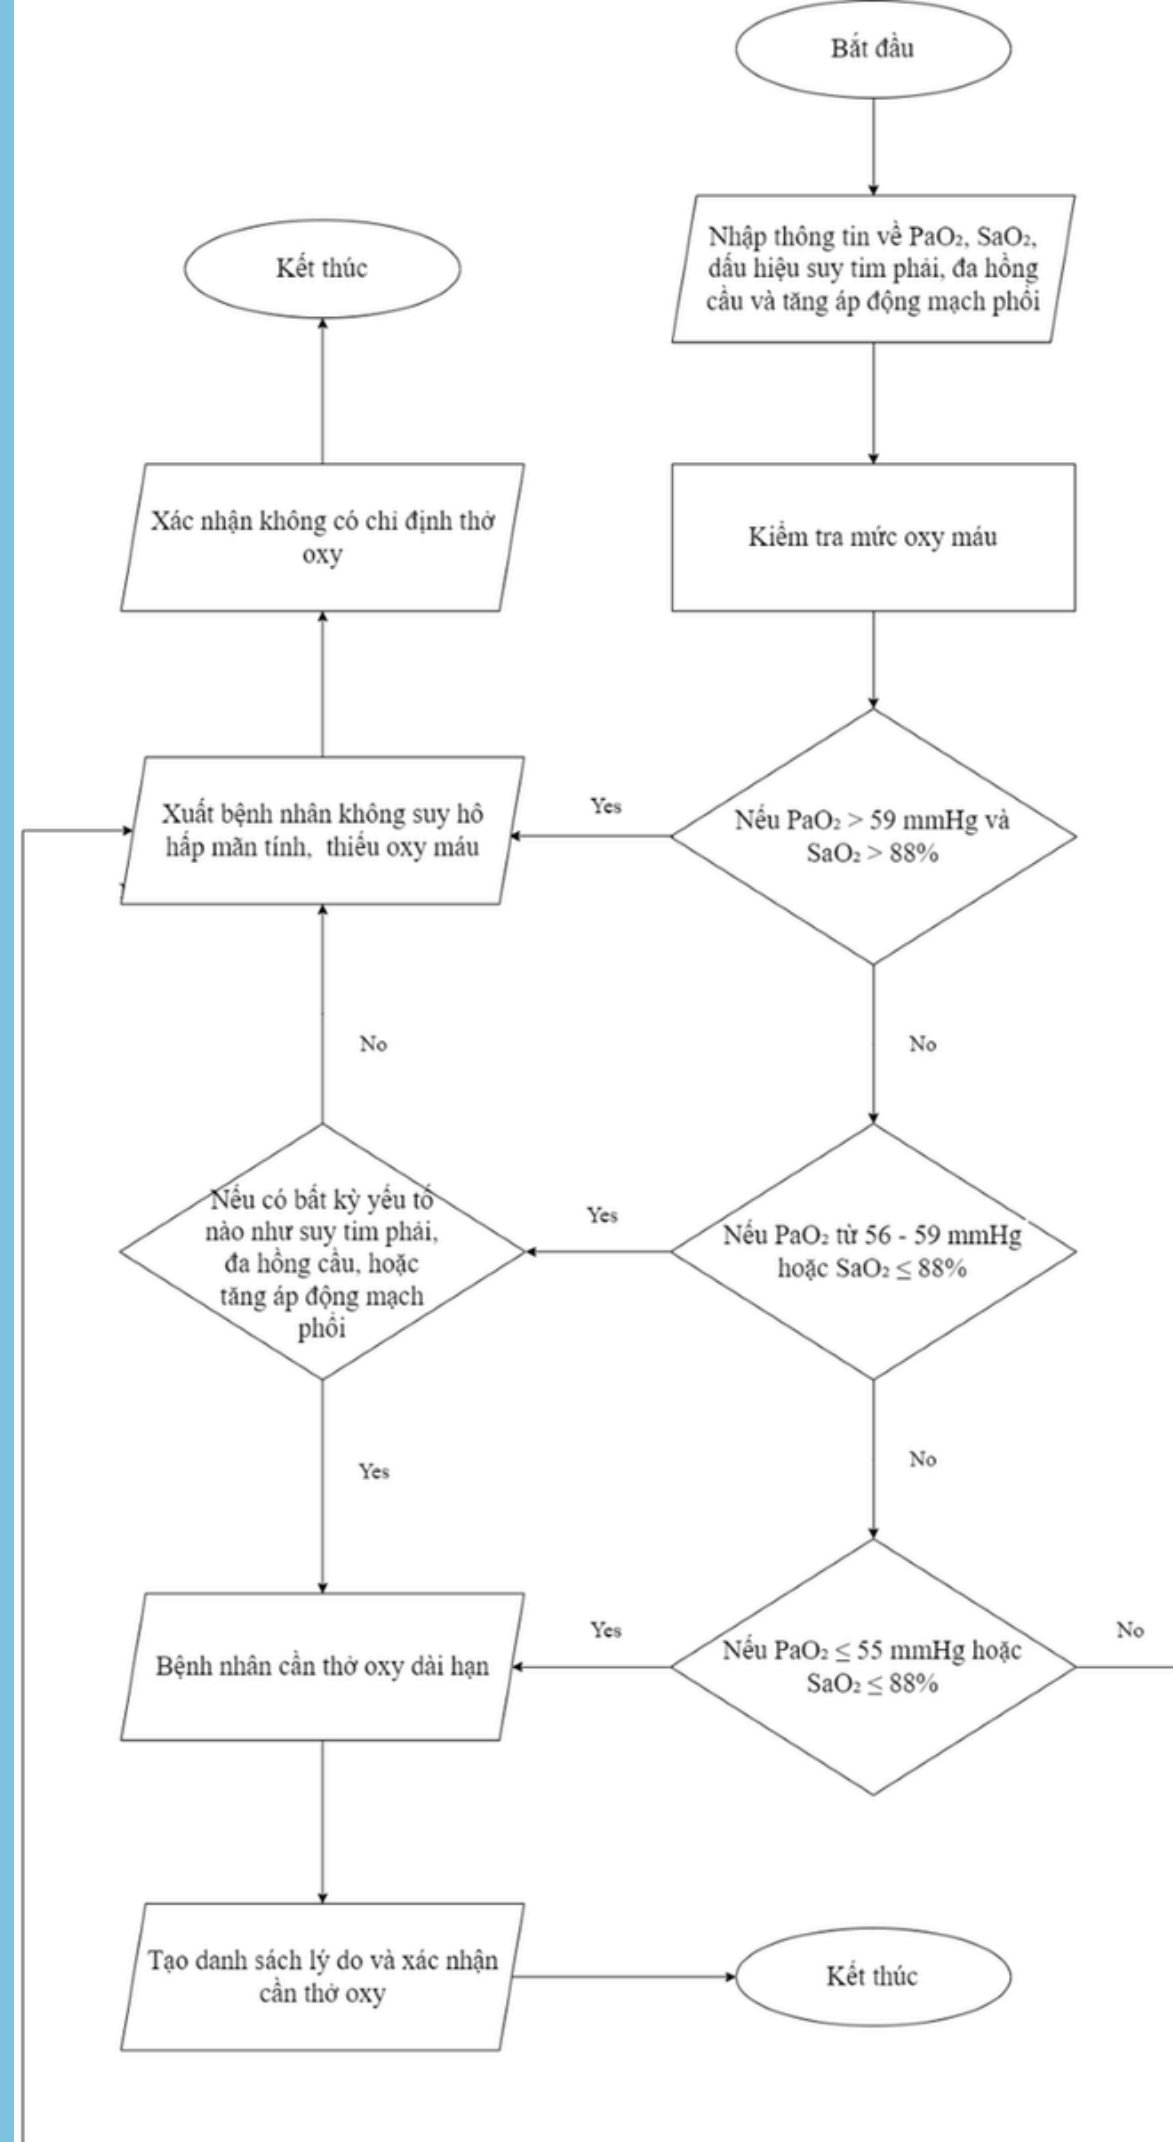 Bắt đầu
Nhập thông tin về PaO₂, SaO₂,
dấu hiệu suy tim phải, đa hồng
cầu và tăng áp động mạch phổi
Kết thúc
Xác nhận không có chỉ định thở
oxy
Kiểm tra mức oxy máu
Xuất bệnh nhân không suy hô
hấp mãn tính, thiếu oxy máu
Yes
Nếu PaO₂ > 59 mmHg và
SaO₂ > 88%
No
No
Nếu có bất kỳ yếu tố
nào như suy tim phải,
đa hồng cầu, hoặc
tăng áp động mạch
phổi
Yes
Nếu PaO₂ từ 56 - 59 mmHg
hoặc SaO₂ ≤ 88%
Yes
No
Bệnh nhân cần thở oxy dài hạn
Yes
Nếu PaO₂ ≤ 55 mmHg hoặc
SaO₂ ≤ 88%
No
Tạo danh sách lý do và xác nhận
cần thở oxy
Kết thúc